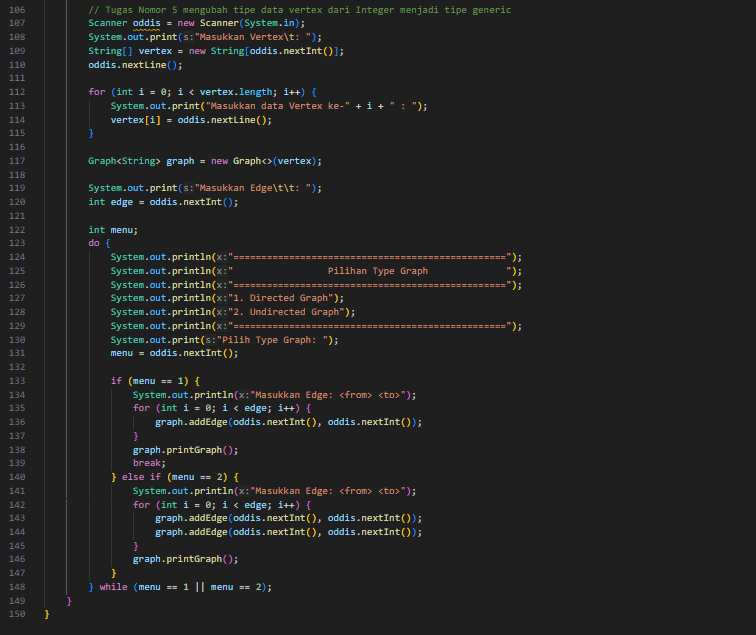 106 // Tugas Nomor 5 mengubah tipe data vertex dari Integer menjadi tipe generic
107 Scanner oddis = new Scanner(System.in);
108 System.out.print(s:"Masukkan Vertex\t: ");
109 String[] vertex = new String[oddis.nextInt()];
110 oddis.nextLine();
111
112 for (int i = 0; i < vertex.length; i++) {
113 System.out.print("Masukkan data Vertex ke-" + i + " : ");
114 vertex[i] = oddis.nextLine();
115 }
116
117 Graph<String> graph = new Graph<>(vertex);
118
119 System.out.print(s:"Masukkan Edge\t\t: ");
120 int edge = oddis.nextInt();
121
122 int menu;
123 do {
124 System.out.println(x:"=================================================");
125 System.out.println(x:"                 Pilihan Type Graph              ");
126 System.out.println(x:"=================================================");
127 System.out.println(x:"1. Directed Graph");
128 System.out.println(x:"2. Undirected Graph");
129 System.out.println(x:"=================================================");
130 System.out.print(s:"Pilih Type Graph: ");
131 menu = oddis.nextInt();
132
133 if (menu == 1) {
134 System.out.println(x:"Masukkan Edge: <from> <to>");
135 for (int i = 0; i < edge; i++) {
136 graph.addEdge(oddis.nextInt(), oddis.nextInt());
137 }
138 graph.printGraph();
139 break;
140 } else if (menu == 2) {
141 System.out.println(x:"Masukkan Edge: <from> <to>");
142 for (int i = 0; i < edge; i++) {
143 graph.addEdge(oddis.nextInt(), oddis.nextInt());
144 graph.addEdge(oddis.nextInt(), oddis.nextInt());
145 }
146 graph.printGraph();
147 }
148 } while (menu == 1 || menu == 2);
149 }
150 }